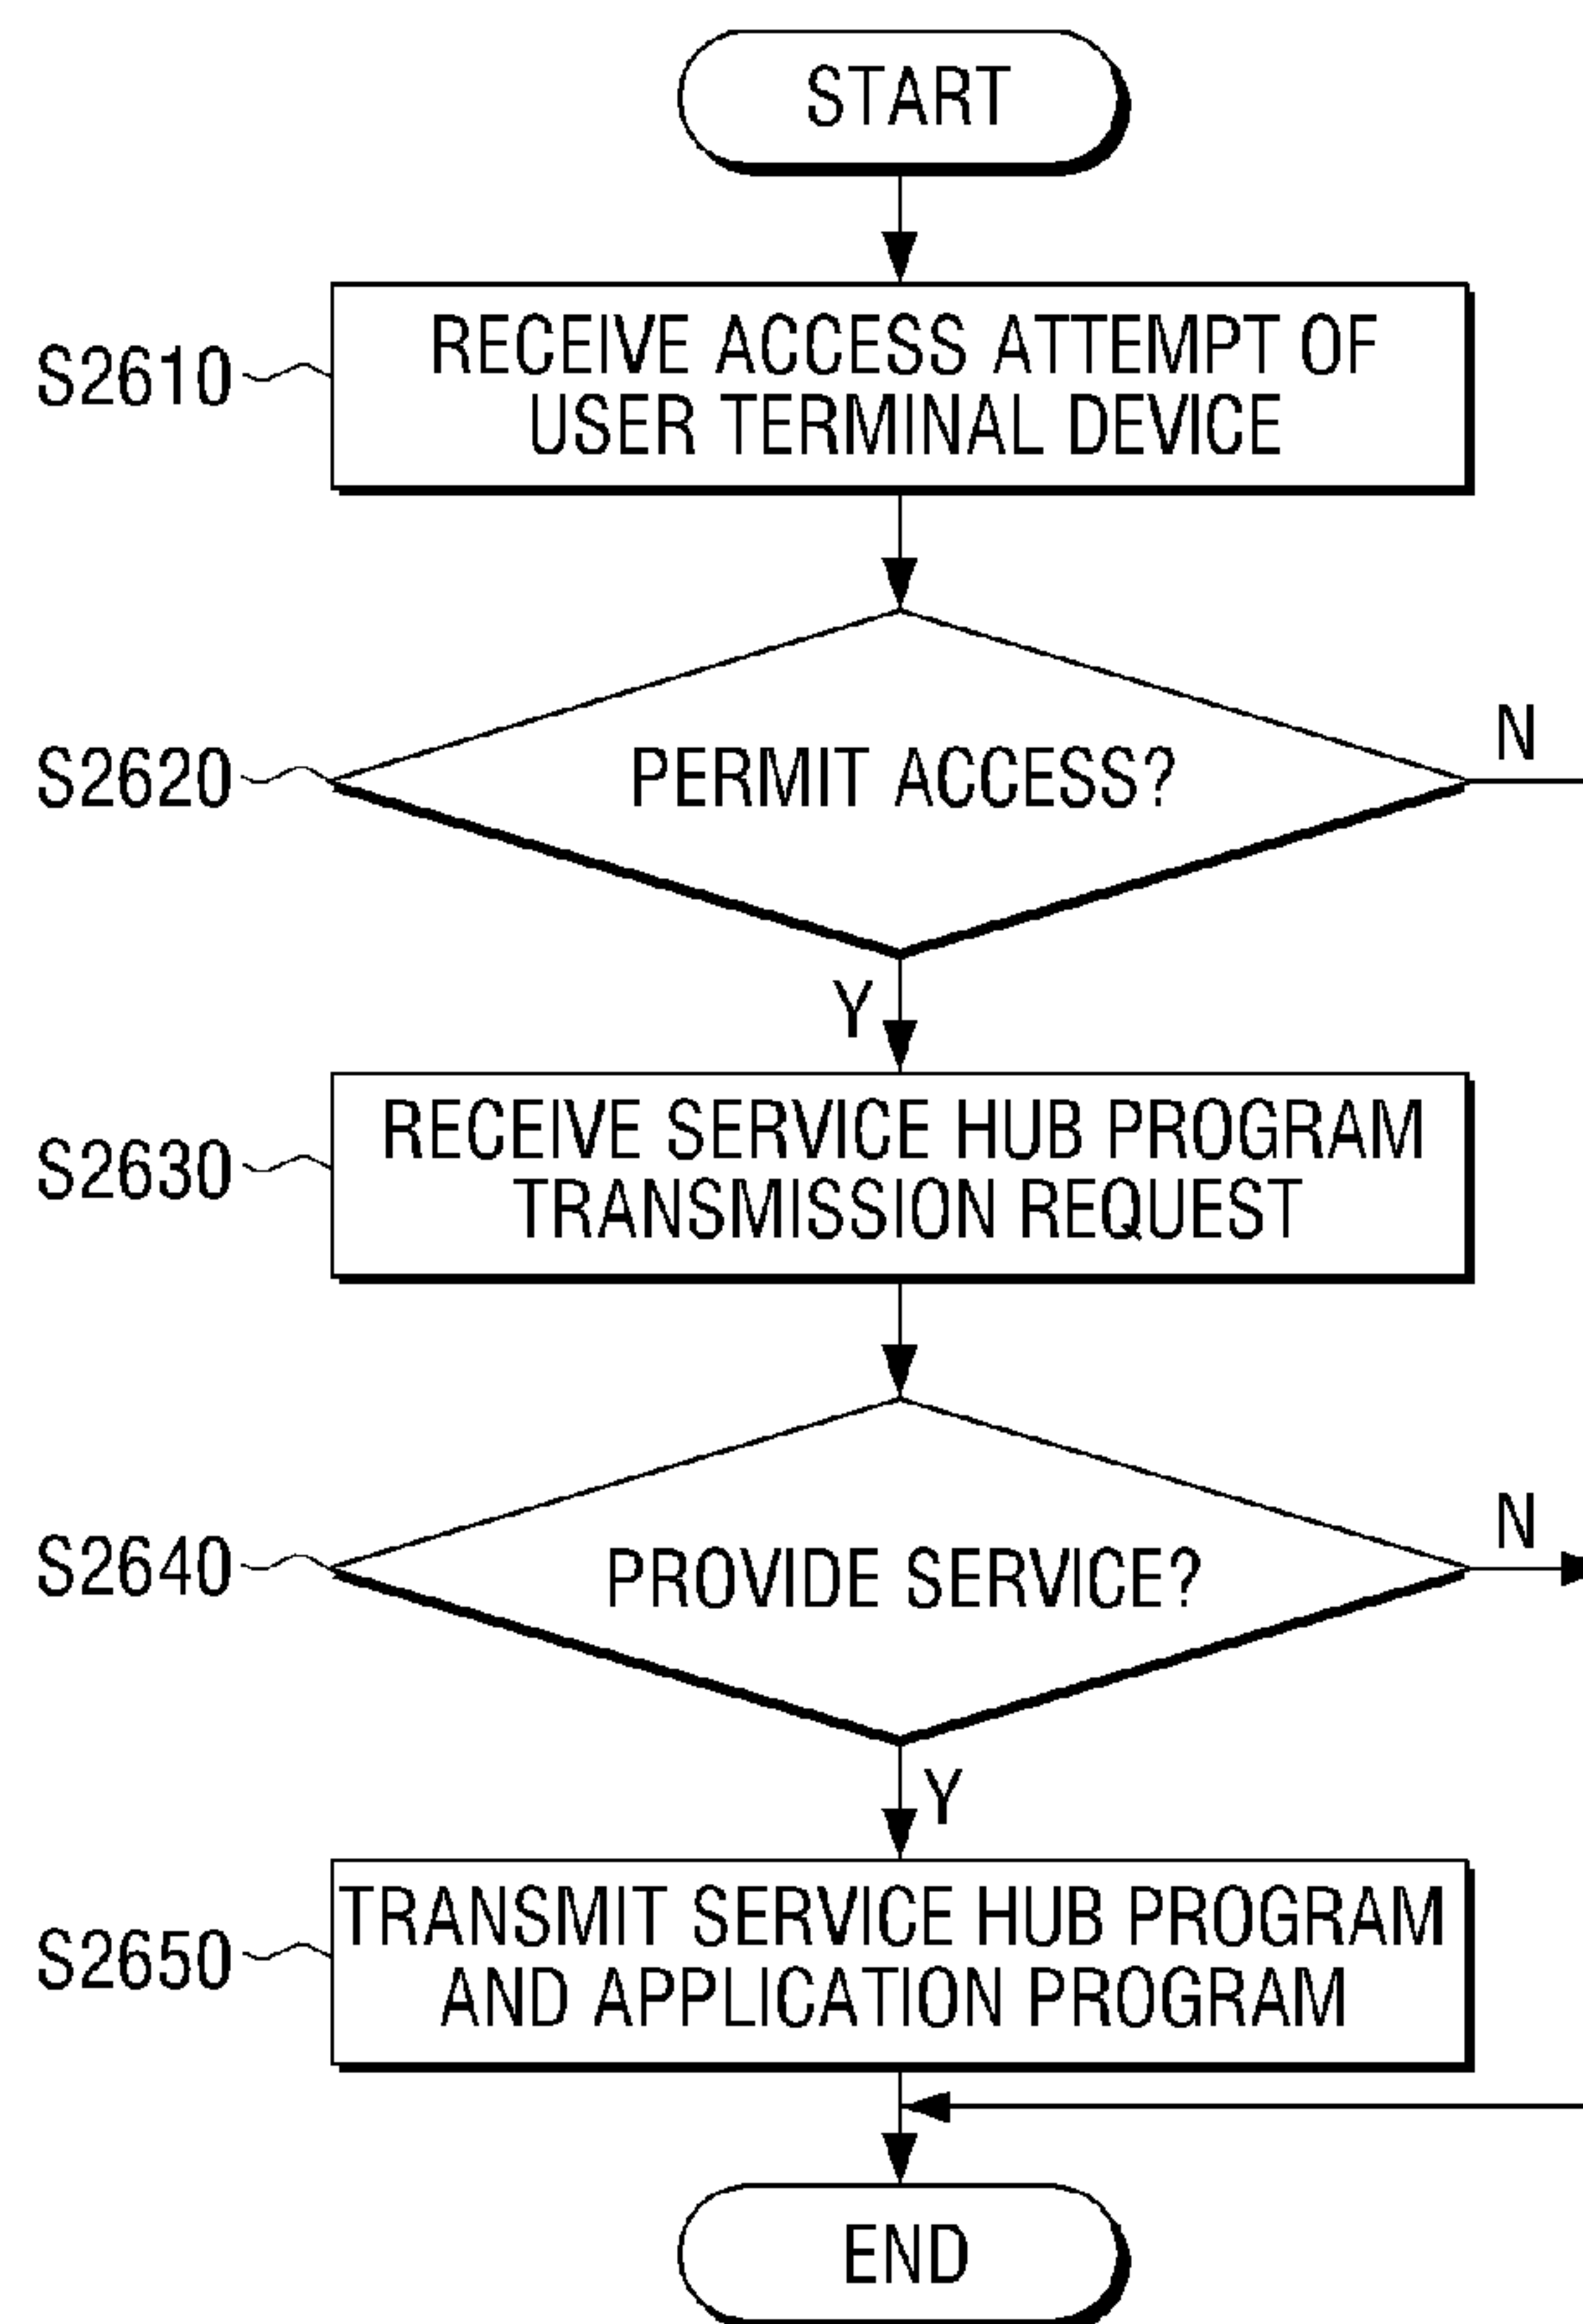 START
S2610
RECEIVE ACCESS ATTEMPT OF
USER TERMINAL DEVICE
S2620
PERMIT ACCESS?
N
Y
S2630
RECEIVE SERVICE HUB PROGRAM
TRANSMISSION REQUEST
S2640
PROVIDE SERVICE?
N
Y
S2650
TRANSMIT SERVICE HUB PROGRAM
AND APPLICATION PROGRAM
END